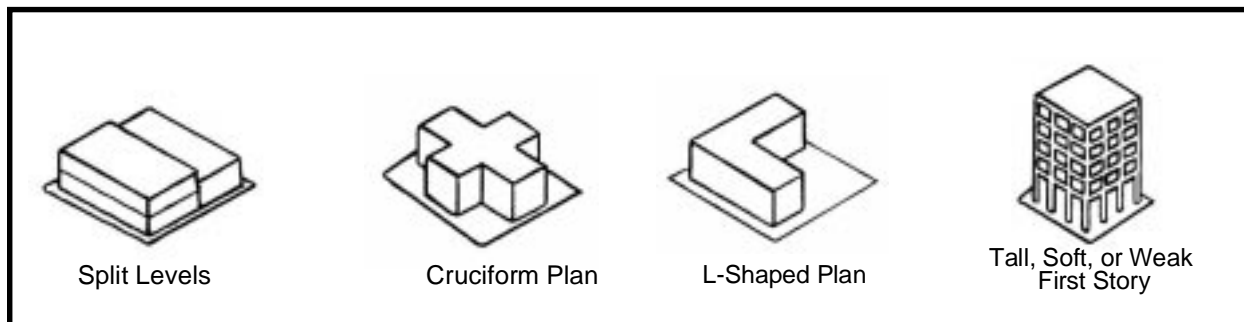 Split Levels
Cruciform Plan
L-Shaped Plan
Tall, Soft, or Weak
First Story